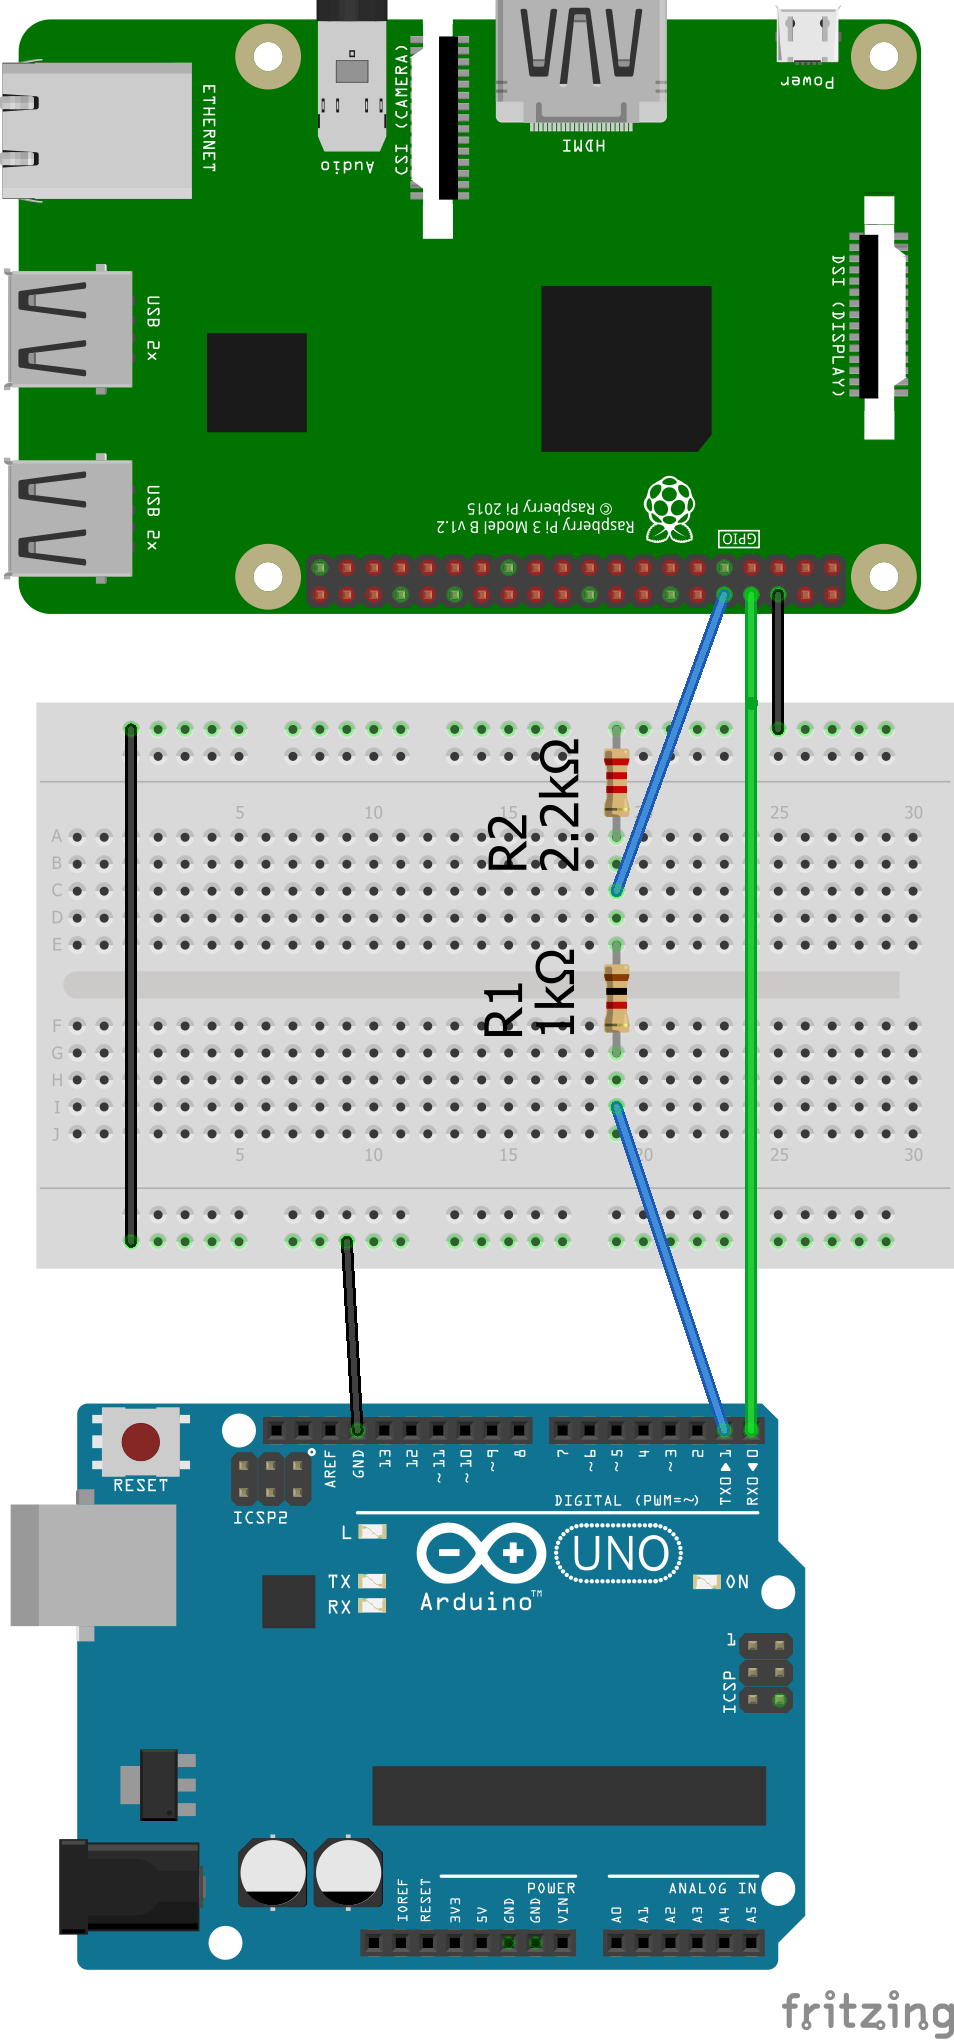 ETHERNET
Audio
CSI (CAMERA)
HDMI
Power
USB 2x
DSI (DISPLAY)
USB 2x
Raspberry Pi 3 Model B v1.2
© Raspberry Pi 2015
GPIO
5 10 15 25 30
A
B
C
D
E
R2
2.2kΩ
R1
1kΩ
F
G
H
I
J
5 10 15 20 25 30
RESET
ICSP2
AREF
GND
13
12
~11
~10
~9
8
7
~6
~5
4
~3
2
TX0▶1
RX0◀0
DIGITAL (PWM=~)
L
TX
RX
Arduino™
UNO
ON
1
ICSP
IOREF
RESET
3V3
5V
GND
GND
VIN
POWER
ANALOG IN
A0
A1
A2
A3
A4
A5
fritzing